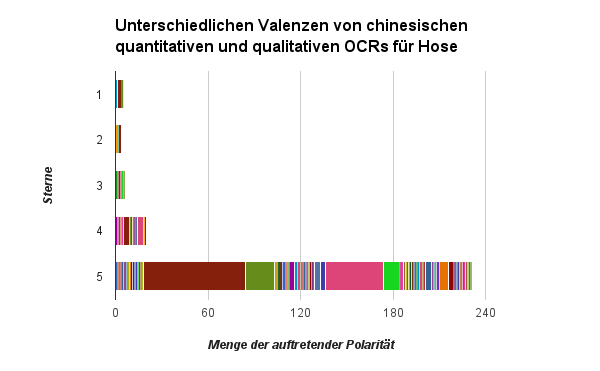 Unterschiedlichen Valenzen von chinesischen
quantitativen und qualitativen OCRs für Hose
1
2
3
4
5
Sterne
0 60 120 180 240
Menge der auftretender Polarität